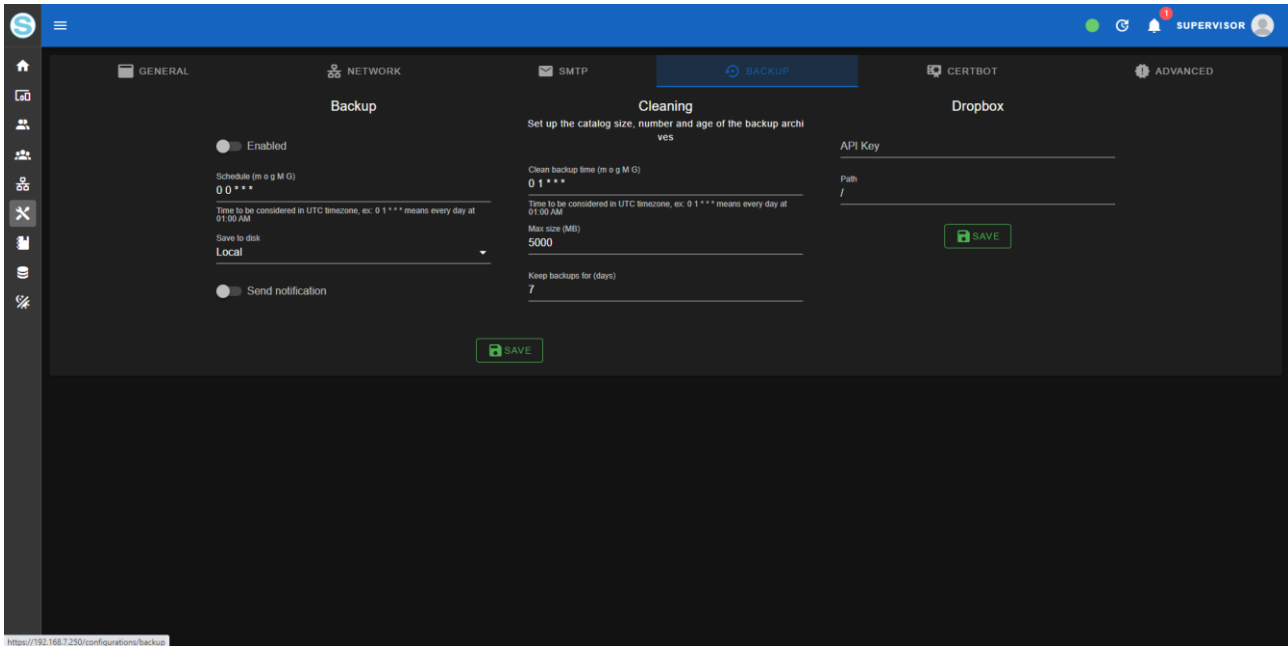 S
1
SUPERVISOR
GENERAL
NETWORK
SMTP
BACKUP
CERTBOT
ADVANCED
Backup
Enabled
Schedule (m o g M G)
0 0 * * *
Time to be considered in UTC timezone, ex: 0 1 * * * means every day at
01:00 AM
Save to disk
Local
Send notification
Cleaning
Set up the catalog size, number and age of the backup archi
ves
Clean backup time (m o g M G)
0 1 * * *
Time to be considered in UTC timezone, ex: 0 1 * * * means every day at
01:00 AM
Max size (MB)
5000
Keep backups for (days)
7
Dropbox
API Key
Path
/
SAVE
SAVE
https://192.168.7.250/configurations/backup